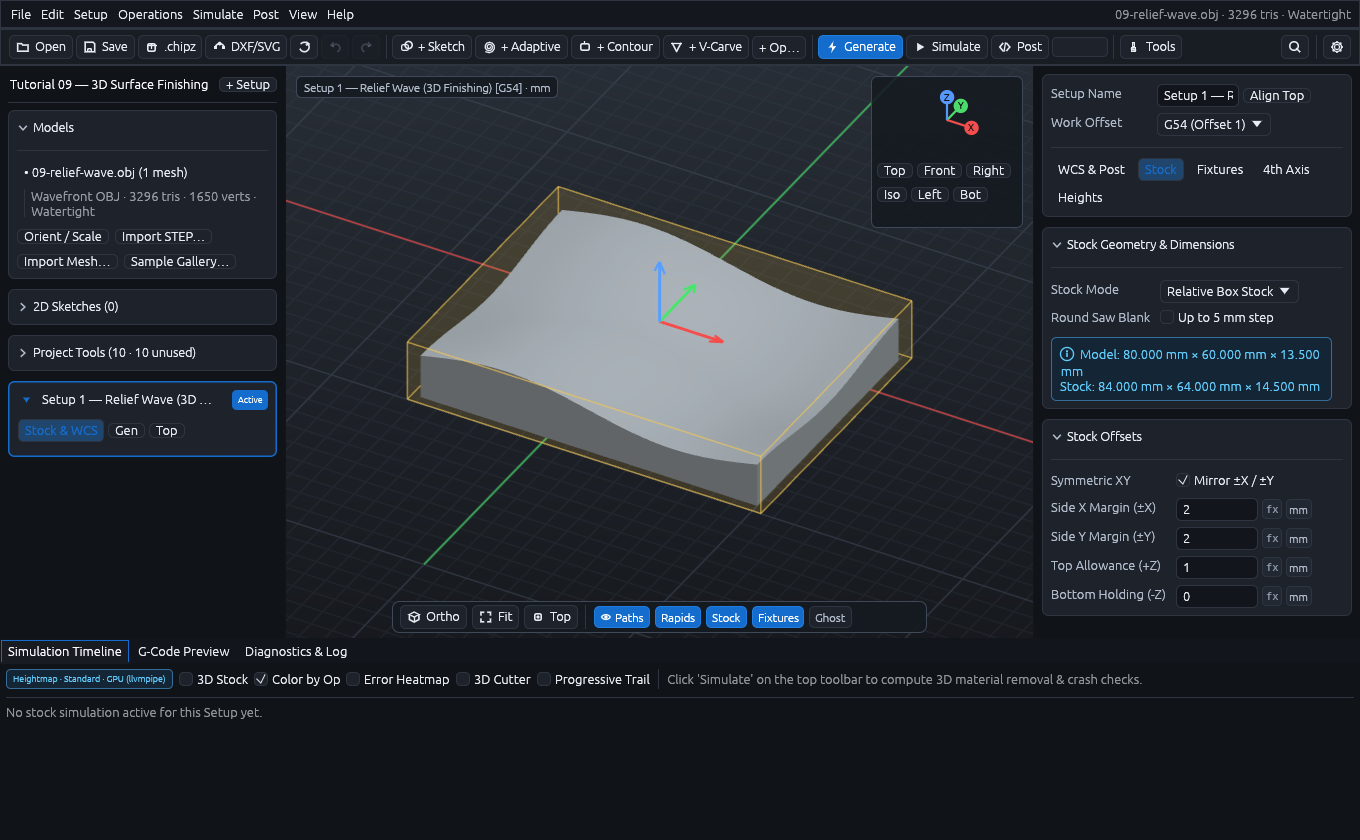 File Edit Setup Operations Simulate Post View Help
09-relief-wave.obj · 3296 tris · Watertight
Open Save .chipz DXF/SVG + Sketch + Adaptive + Contour + V-Carve + Op… Generate Simulate Post Tools
Tutorial 09 — 3D Surface Finishing + Setup
Models
• 09-relief-wave.obj (1 mesh)
Wavefront OBJ · 3296 tris · 1650 verts ·
Watertight
Orient / Scale Import STEP…
Import Mesh… Sample Gallery…
2D Sketches (0)
Project Tools (10 · 10 unused)
Setup 1 — Relief Wave (3D … Active
Stock & WCS Gen Top
Setup 1 — Relief Wave (3D Finishing) [G54] · mm
Z
Y
X
Top Front Right
Iso Left Bot
Ortho Fit Top Paths Rapids Stock Fixtures Ghost
Setup Name Setup 1 — R Align Top
Work Offset G54 (Offset 1)
WCS & Post Stock Fixtures 4th Axis
Heights
Stock Geometry & Dimensions
Stock Mode Relative Box Stock
Round Saw Blank Up to 5 mm step
Model: 80.000 mm × 60.000 mm × 13.500
mm
Stock: 84.000 mm × 64.000 mm × 14.500 mm
Stock Offsets
Symmetric XY Mirror ±X / ±Y
Side X Margin (±X) 2 fx mm
Side Y Margin (±Y) 2 fx mm
Top Allowance (+Z) 1 fx mm
Bottom Holding (-Z) 0 fx mm
Simulation Timeline G-Code Preview Diagnostics & Log
Heightmap · Standard · GPU (llvmpipe) 3D Stock Color by Op Error Heatmap 3D Cutter Progressive Trail Click 'Simulate' on the top toolbar to compute 3D material removal & crash checks.
No stock simulation active for this Setup yet.